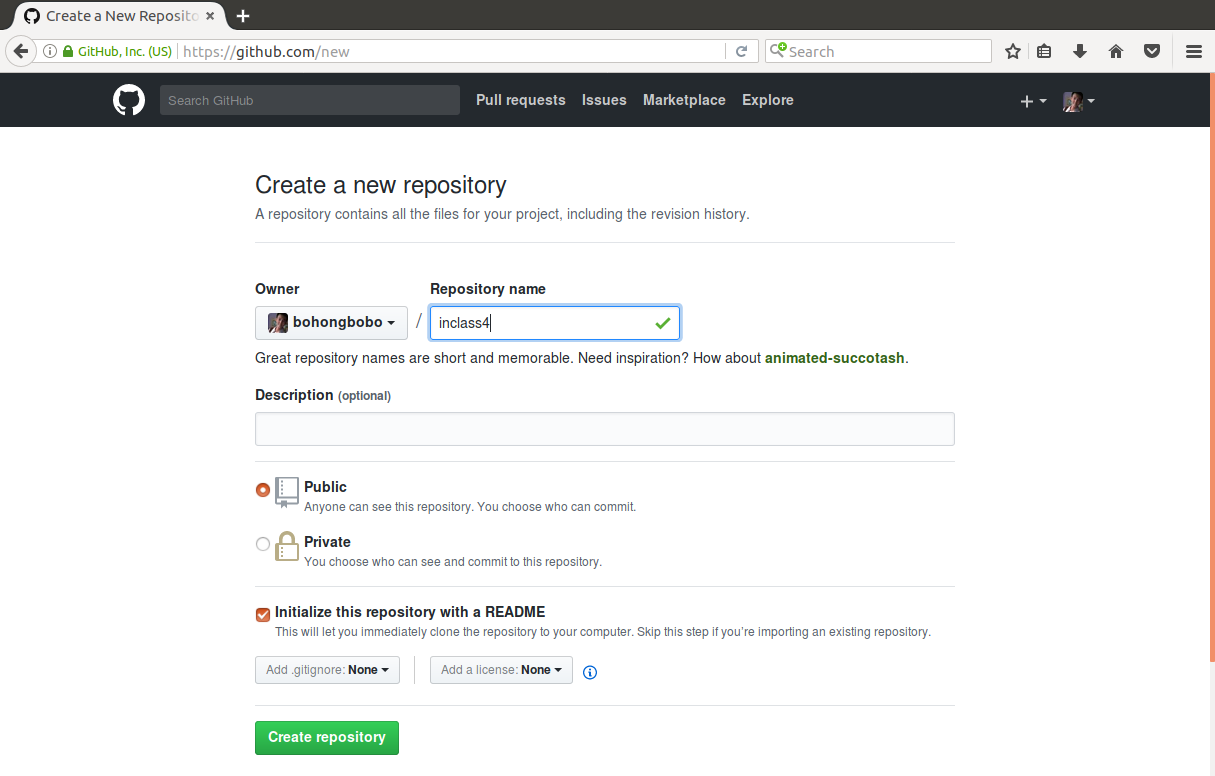 Create a New Reposito
GitHub, Inc. (US) https://github.com/new Search
Search GitHub Pull requests Issues Marketplace Explore
Create a new repository
A repository contains all the files for your project, including the revision history.
Owner Repository name
bohongbobo / inclass4
Great repository names are short and memorable. Need inspiration? How about animated-succotash.
Description (optional)
Public
Anyone can see this repository. You choose who can commit.
Private
You choose who can see and commit to this repository.
Initialize this repository with a README
This will let you immediately clone the repository to your computer. Skip this step if you’re importing an existing repository.
Add .gitignore: None Add a license: None
Create repository